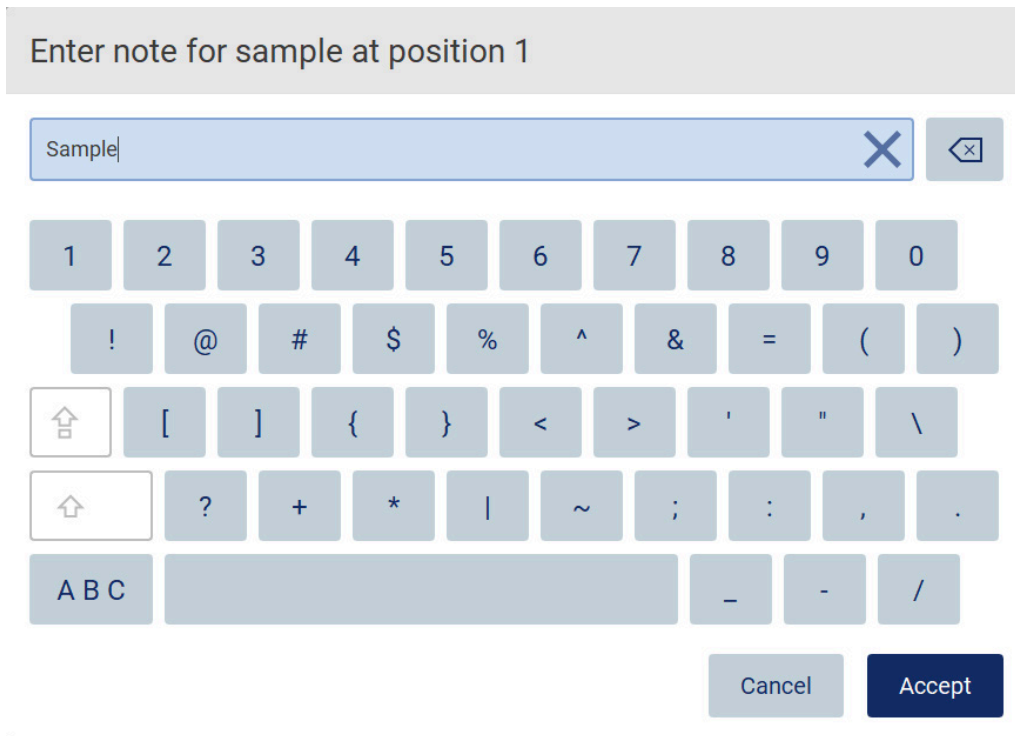 Enter note for sample at position 1
Sample
1 2 3 4 5 6 7 8 9 0
! @ # $ % ^ & = ( )
[ ] { } < > ' " \
? + * | ~ ; : , .
A B C _ - /
Cancel Accept